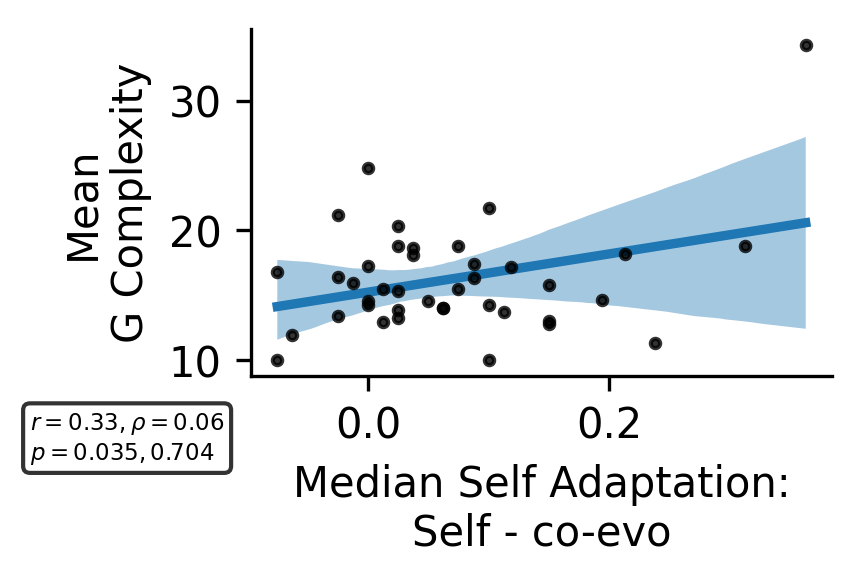 Mean
G Complexity
30
20
10
0.0
0.2
r = 0.33, ρ = 0.06
p = 0.035, 0.704
Median Self Adaptation:
Self - co-evo